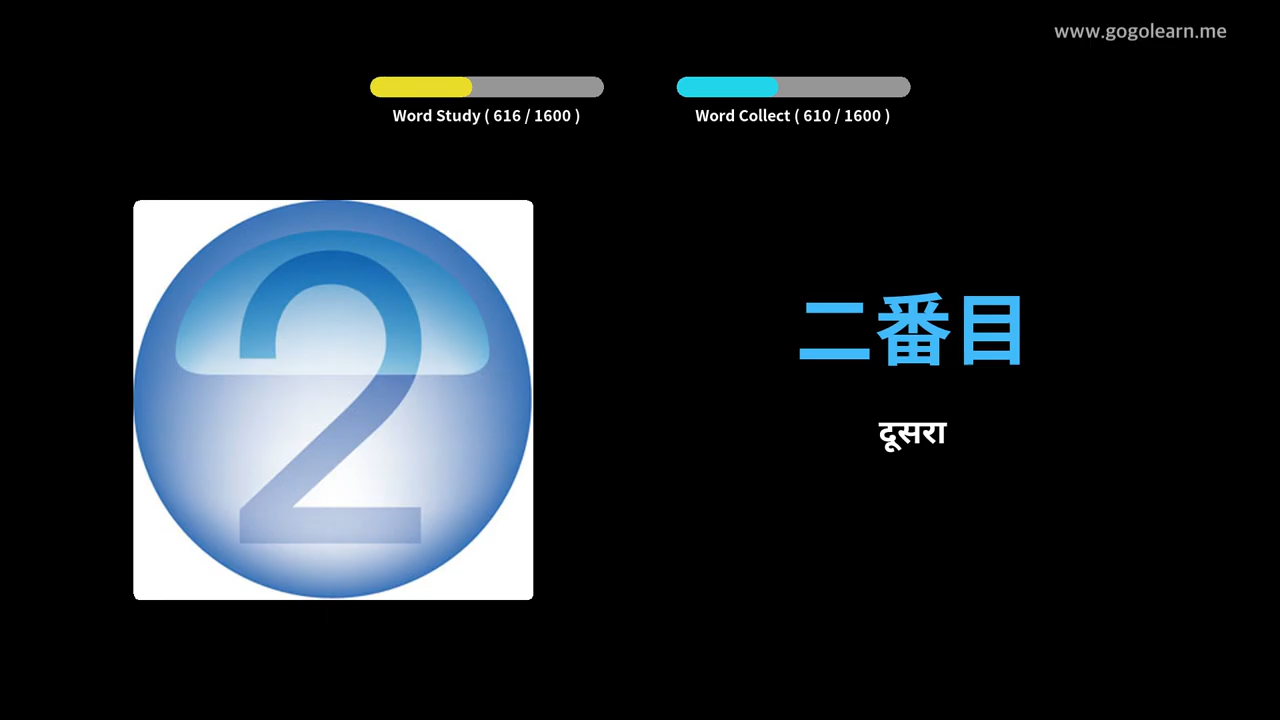 www.gogolearn.me
Word Study ( 616 / 1600 )
Word Collect ( 610 / 1600 )
2
二番目
दूसरा